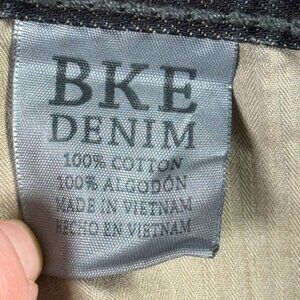 BKE
DENIM
100% COTTON
100% ALGODÓN
MADE IN VIETNAM
HECHO EN VIETNAM